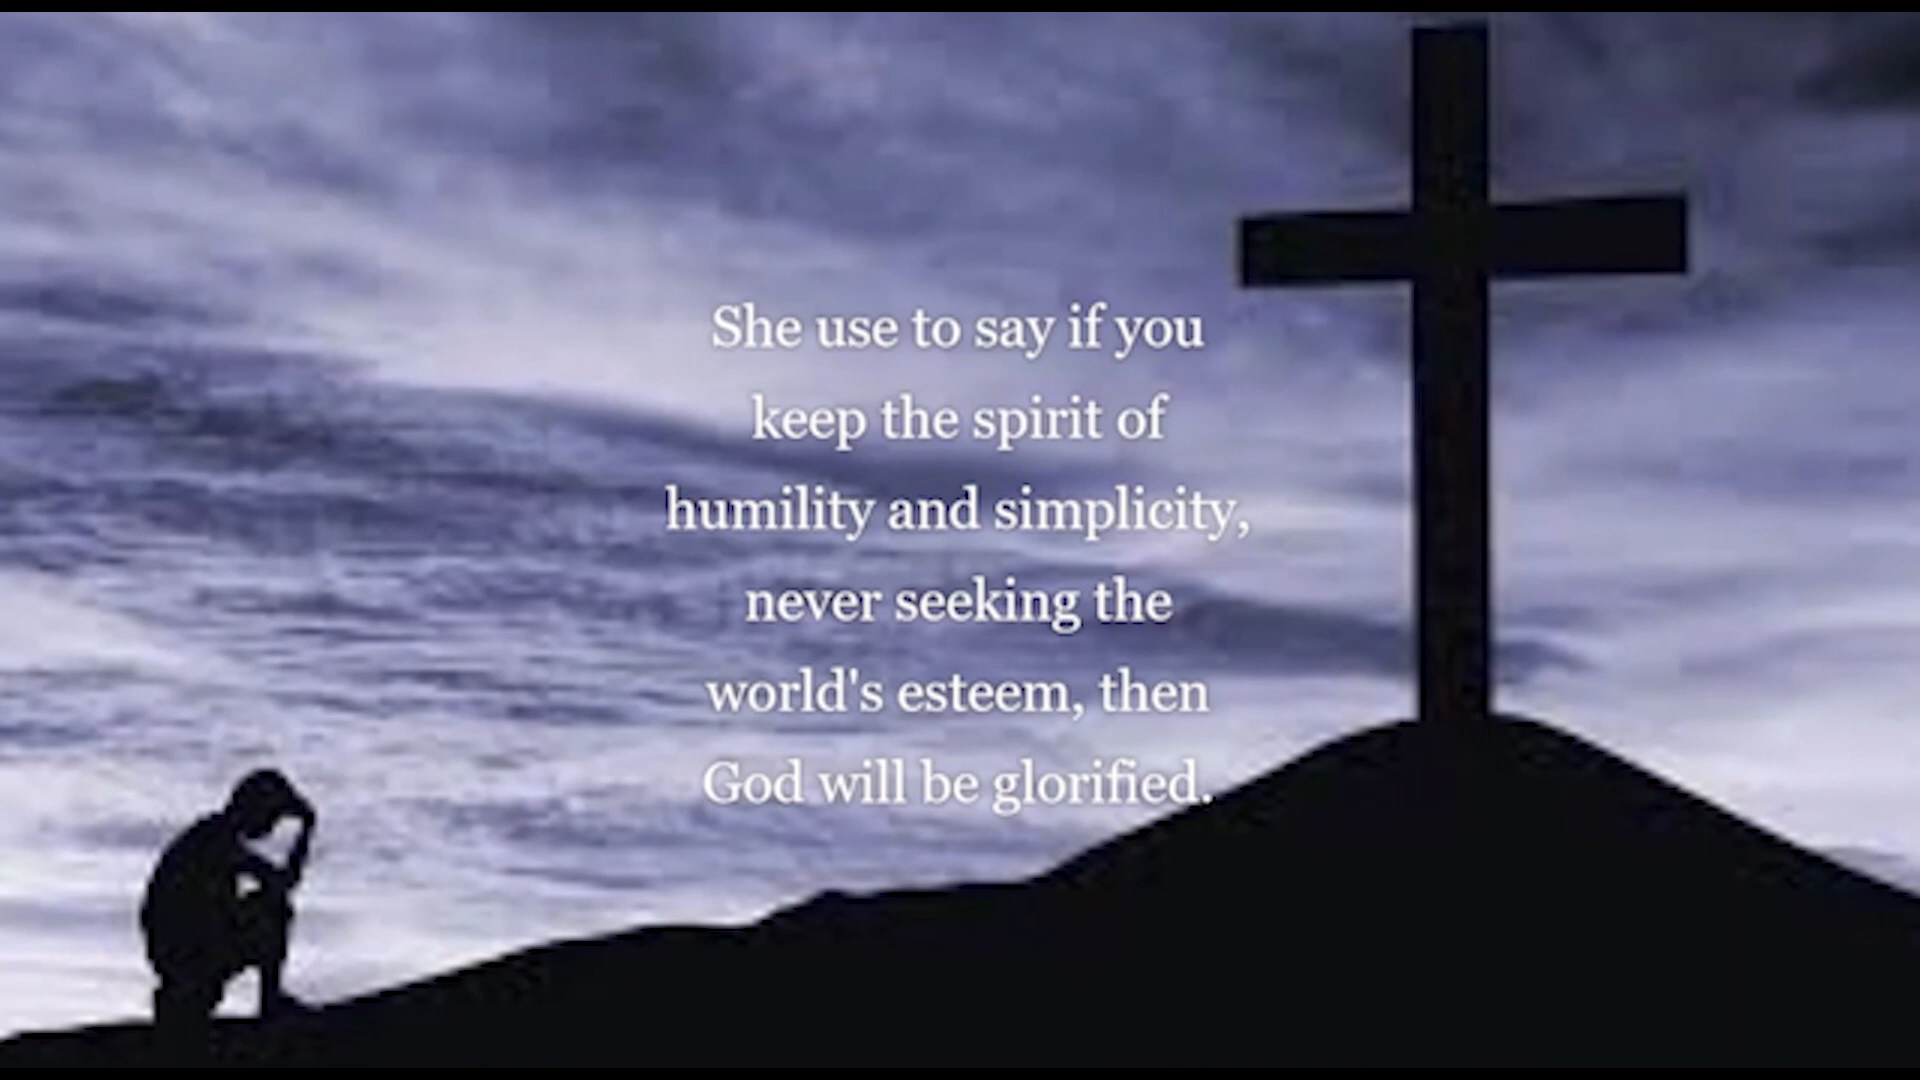 She use to say if you
keep the spirit of
humility and simplicity,
never seeking the
world's esteem, then
God will be glorified.